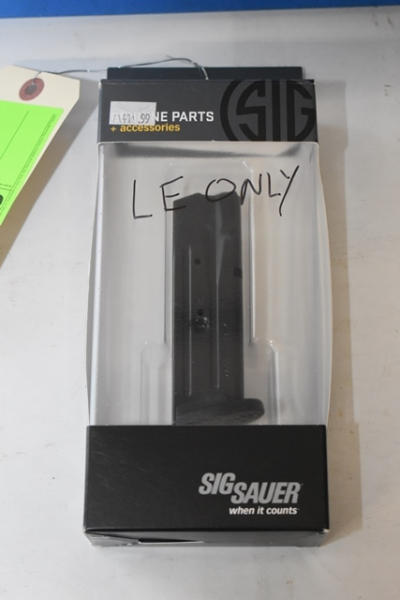 SIG
NE PARTS
+ accessories
LE ONLY
SIG SAUER
when it counts